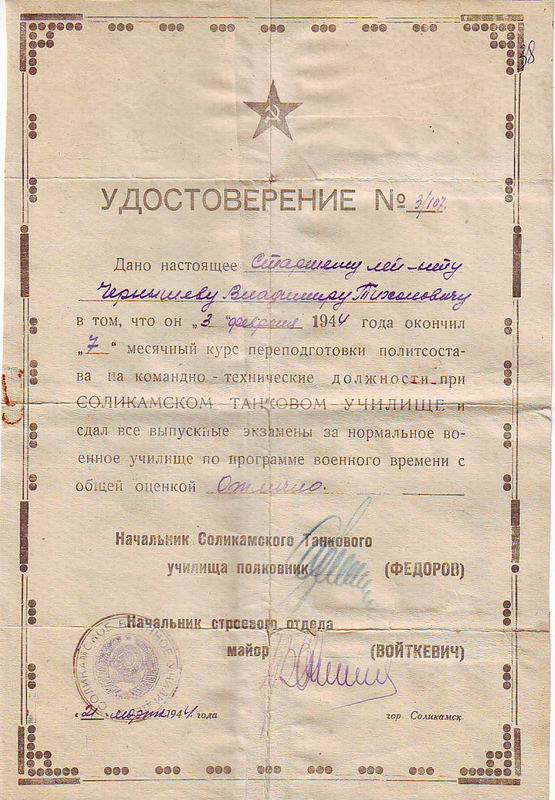 38
УДОСТОВЕРЕНИЕ № 3/107
Дано настоящее Старшему лей-нту
Чернышеву Владимиру Тихоновичу
в том, что он „3" февраля 1944 года окончил
„7" месячный курс переподготовки политсоста-
ва на командно-технические должности при
СОЛИКАМСКОМ ТАНКОВОМ УЧИЛИЩЕ и
сдал все выпускные экзамены за нормальное во-
енное училище по программе военного времени с
общей оценкой Отлично.
Начальник Соликамского Танкового
училища полковник (ФЕДОРОВ)
Начальник строевого отдела
майор (ВОЙТКЕВИЧ)
СОЛИКАМСКОЕ ВОЕННОЕ
марта 1944 года гор. Соликамск